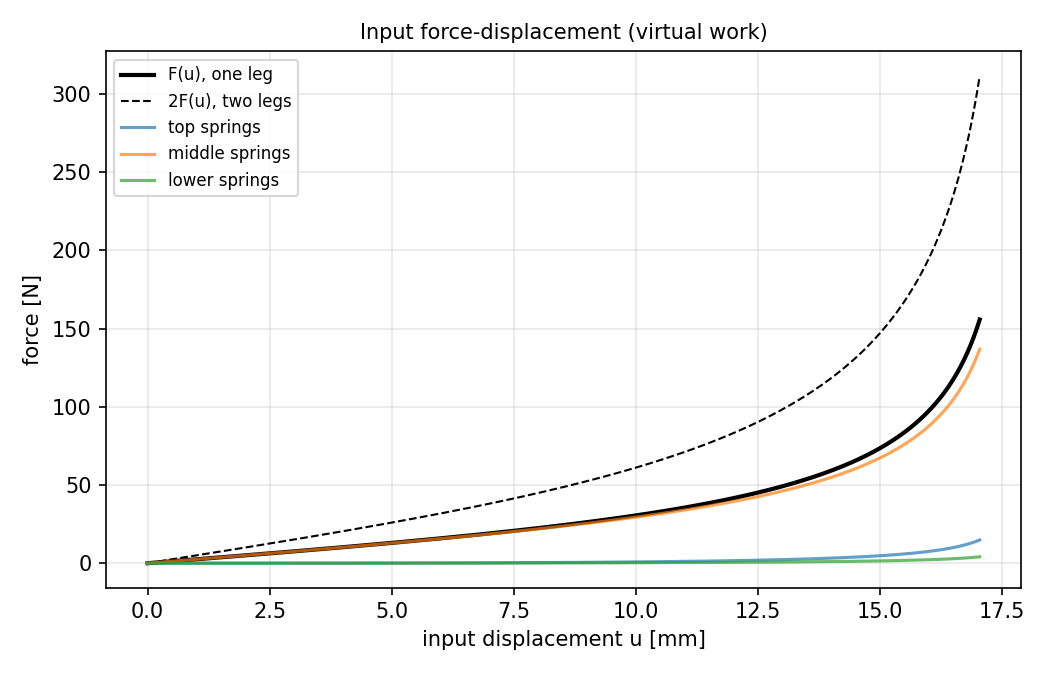 Input force-displacement (virtual work)
F(u), one leg
2F(u), two legs
top springs
middle springs
lower springs
force [N]
300
250
200
150
100
50
0
0.0 2.5 5.0 7.5 10.0 12.5 15.0 17.5
input displacement u [mm]